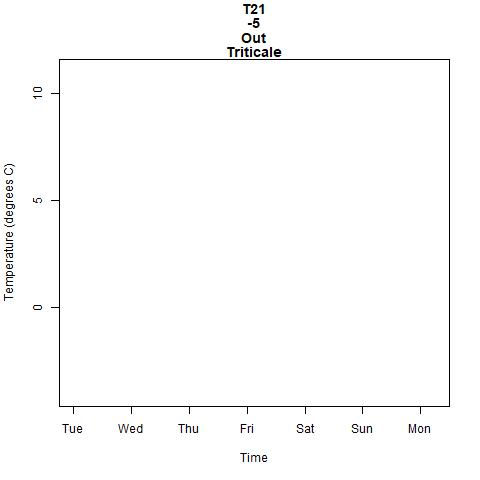 T21
-5
Out
Triticale
10
5
0
Temperature (degrees C)
Tue Wed Thu Fri Sat Sun Mon
Time